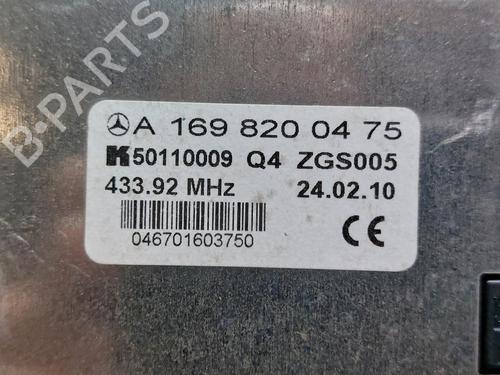 B-PARTS
A 169 820 04 75
K50110009 Q4 ZGS005
433.92 MHz 24.02.10
046701603750 CE